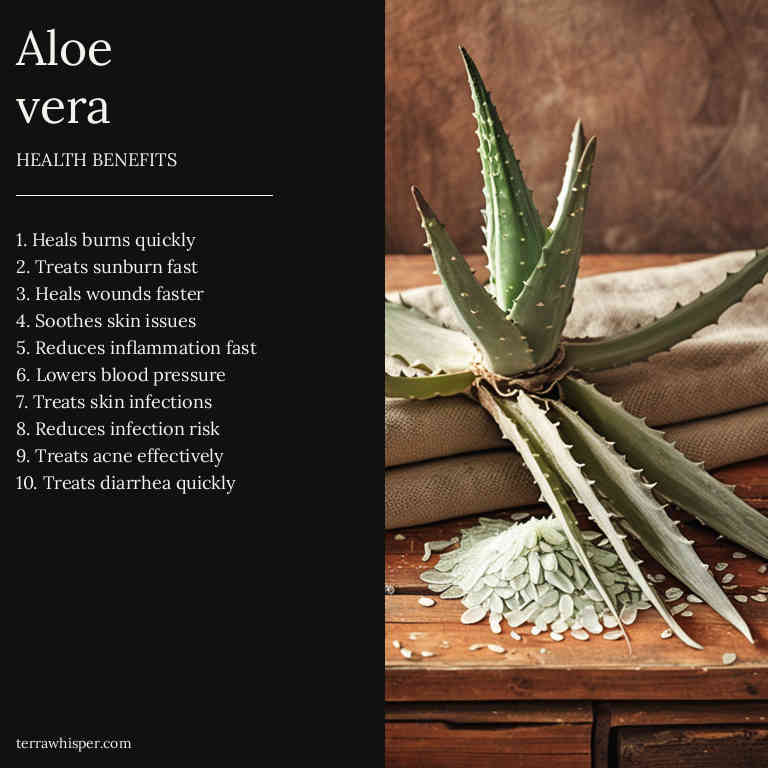 Aloe
vera
HEALTH BENEFITS
1. Heals burns quickly
2. Treats sunburn fast
3. Heals wounds faster
4. Soothes skin issues
5. Reduces inflammation fast
6. Lowers blood pressure
7. Treats skin infections
8. Reduces infection risk
9. Treats acne effectively
10. Treats diarrhea quickly
terrawhisper.com